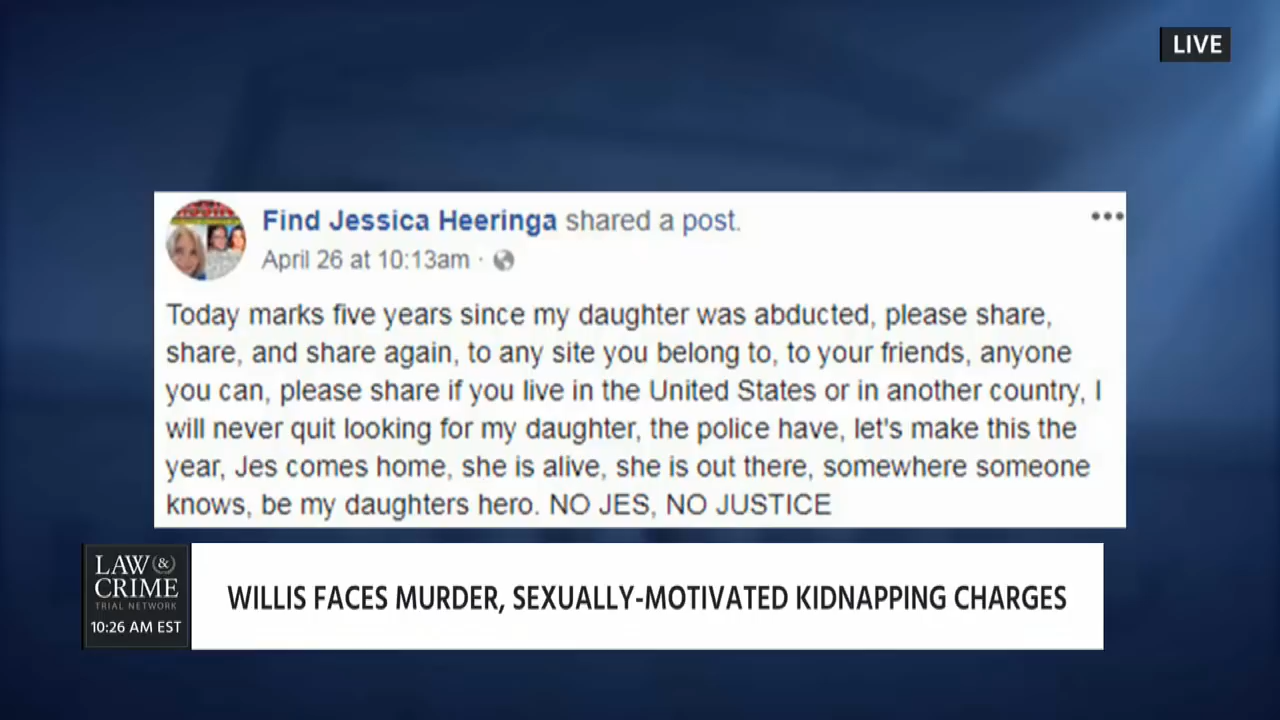 LIVE
Find Jessica Heeringa shared a post.
April 26 at 10:13am ·
Today marks five years since my daughter was abducted, please share,
share, and share again, to any site you belong to, to your friends, anyone
you can, please share if you live in the United States or in another country, I
will never quit looking for my daughter, the police have, let's make this the
year, Jes comes home, she is alive, she is out there, somewhere someone
knows, be my daughters hero. NO JES, NO JUSTICE
LAW &
CRIME
TRIAL NETWORK
10:26 AM EST
WILLIS FACES MURDER, SEXUALLY-MOTIVATED KIDNAPPING CHARGES